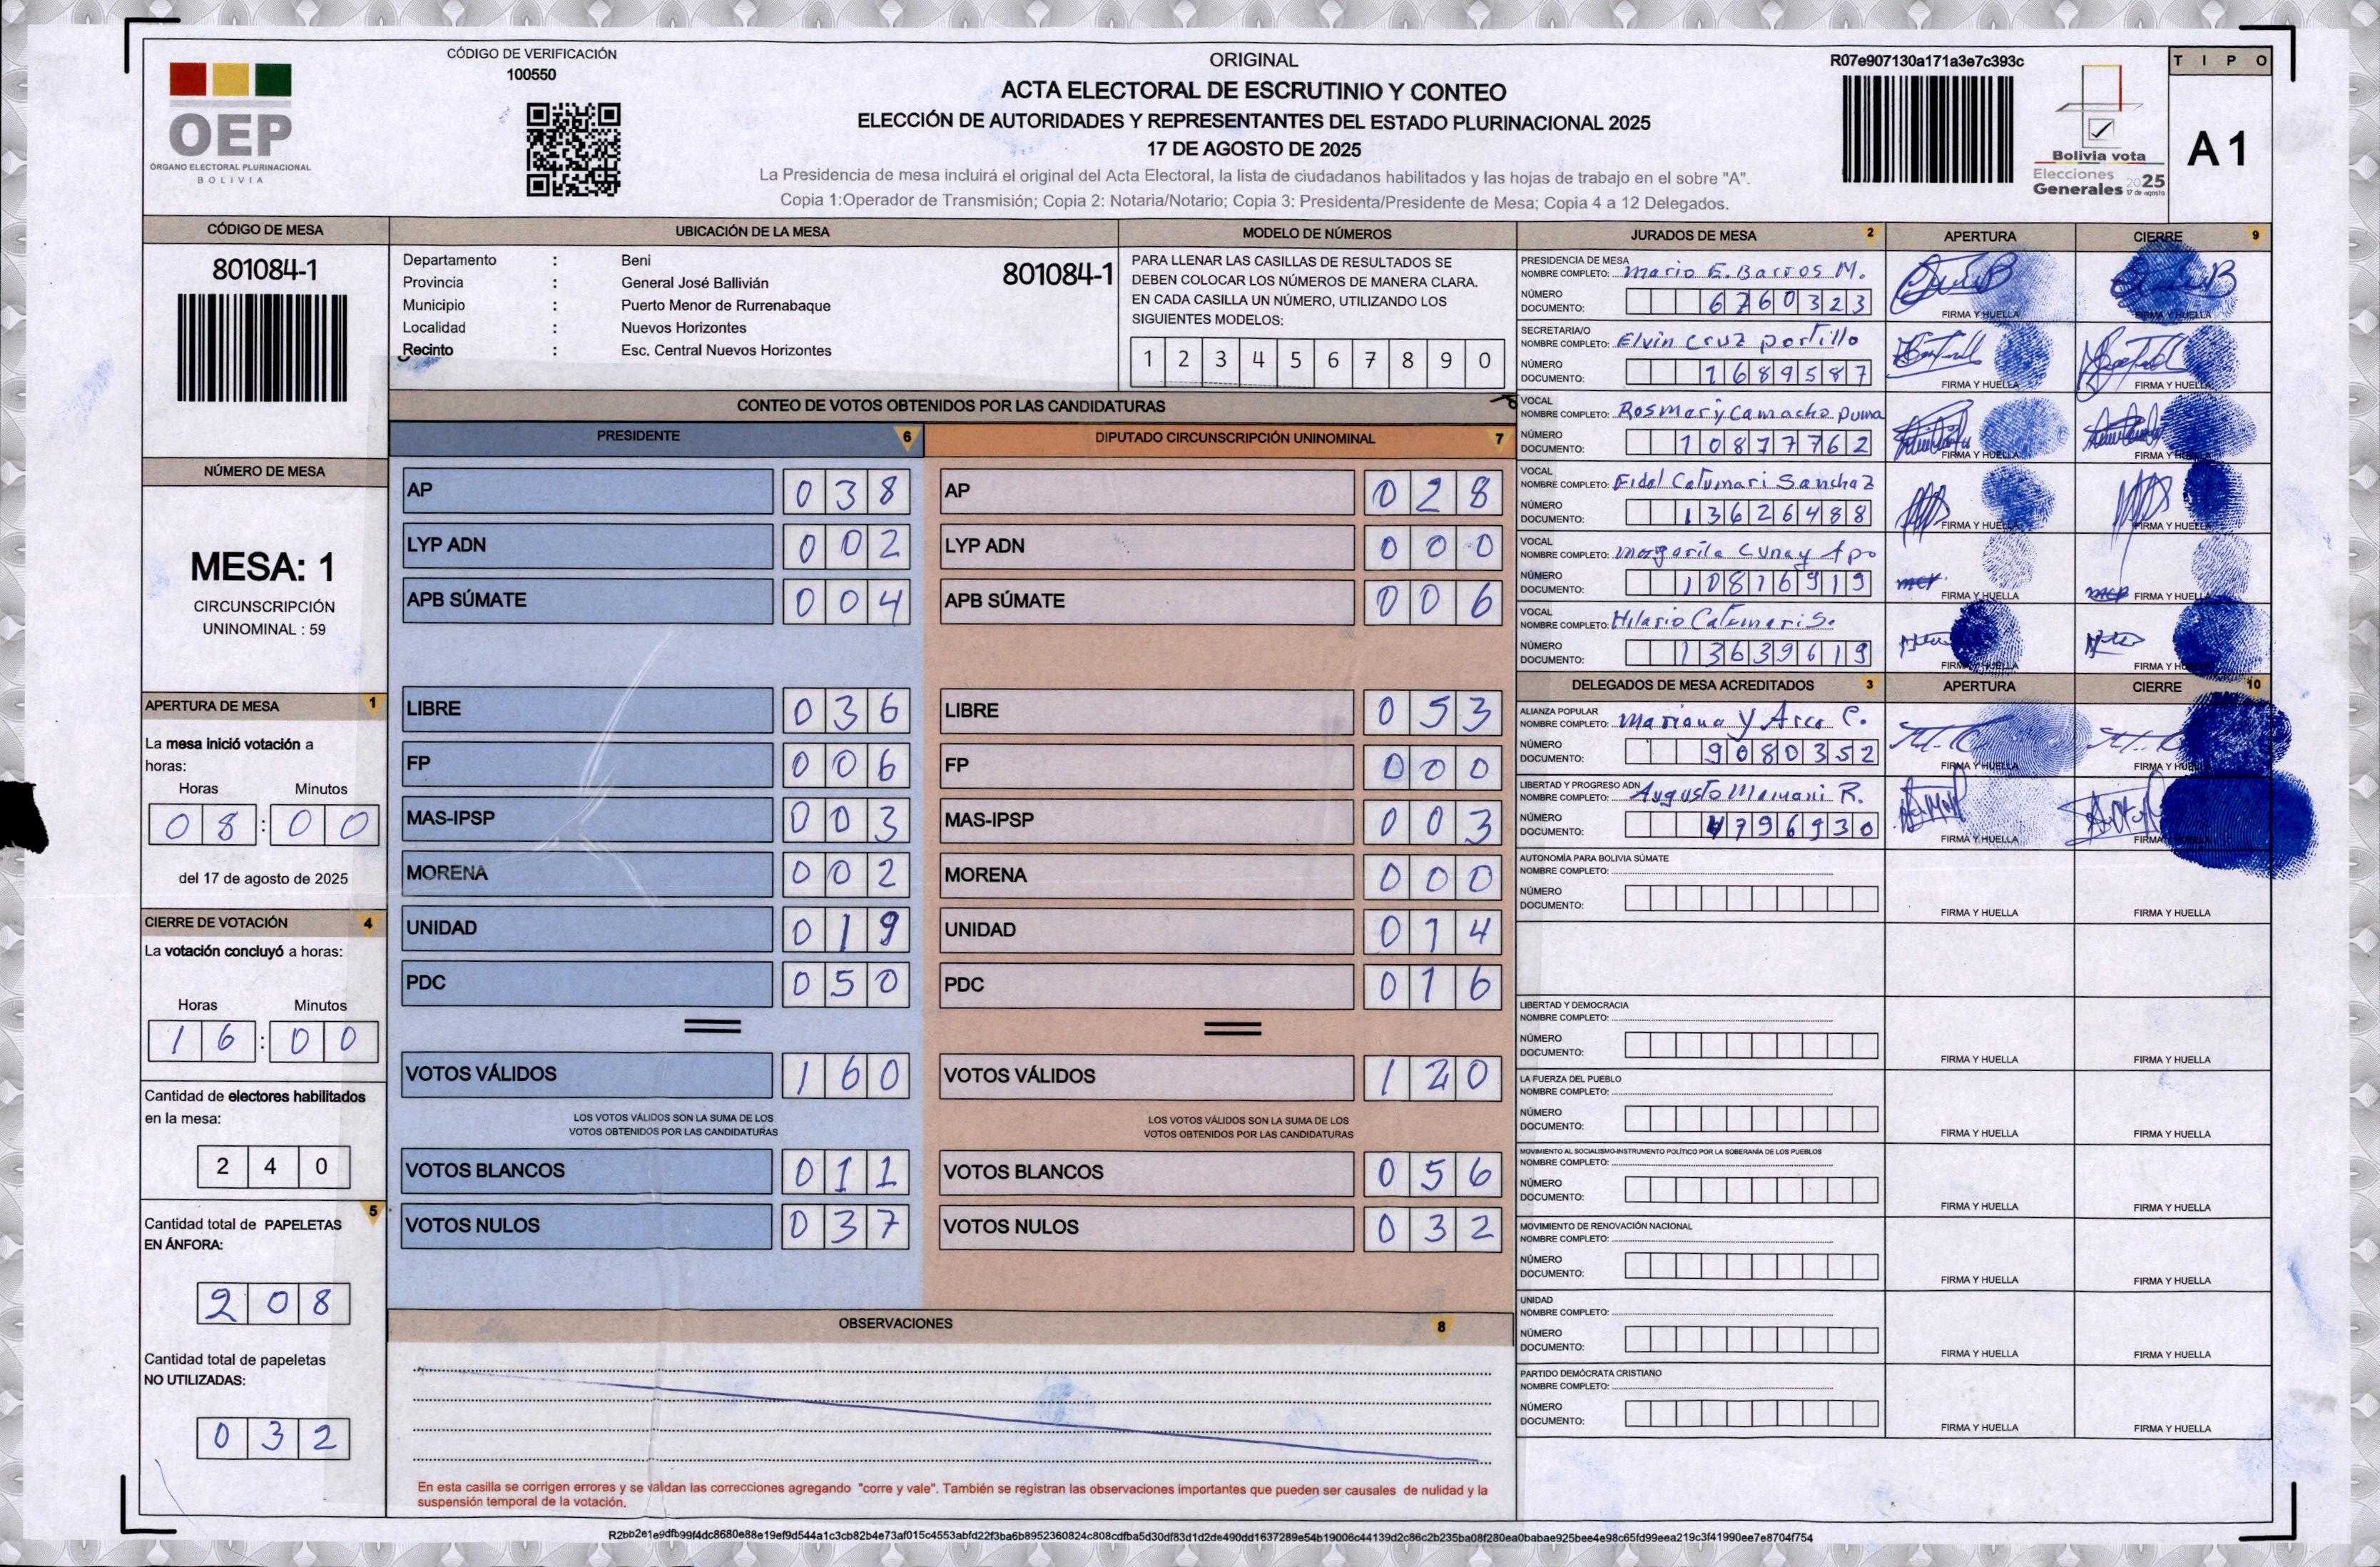 CÓDIGO DE VERIFICACIÓN
100550
OEP
ÓRGANO ELECTORAL PLURINACIONAL
BOLIVIA
ORIGINAL
ACTA ELECTORAL DE ESCRUTINIO Y CONTEO
ELECCIÓN DE AUTORIDADES Y REPRESENTANTES DEL ESTADO PLURINACIONAL 2025
17 DE AGOSTO DE 2025
La Presidencia de mesa incluirá el original del Acta Electoral, la lista de ciudadanos habilitados y las hojas de trabajo en el sobre "A".
Copia 1:Operador de Transmisión; Copia 2: Notaria/Notario; Copia 3: Presidenta/Presidente de Mesa; Copia 4 a 12 Delegados.
R07e907130a171a3e7c393c
Bolivia vota
Elecciones
Generales 2025
17 de agosto
TIPO
A1
CÓDIGO DE MESA
801084-1
NÚMERO DE MESA
MESA: 1
CIRCUNSCRIPCIÓN
UNINOMINAL : 59
APERTURA DE MESA 1
La mesa inició votación a
horas:
Horas Minutos
08:00
del 17 de agosto de 2025
CIERRE DE VOTACIÓN 4
La votación concluyó a horas:
Horas Minutos
16:00
Cantidad de electores habilitados
en la mesa:
240
5
Cantidad total de PAPELETAS
EN ÁNFORA:
208
Cantidad total de papeletas
NO UTILIZADAS:
032
UBICACIÓN DE LA MESA
Departamento : Beni
801084-1
Provincia : General José Ballivián
Municipio : Puerto Menor de Rurrenabaque
Localidad : Nuevos Horizontes
Recinto : Esc. Central Nuevos Horizontes
MODELO DE NÚMEROS
PARA LLENAR LAS CASILLAS DE RESULTADOS SE
DEBEN COLOCAR LOS NÚMEROS DE MANERA CLARA.
EN CADA CASILLA UN NÚMERO, UTILIZANDO LOS
SIGUIENTES MODELOS:
1 2 3 4 5 6 7 8 9 0
CONTEO DE VOTOS OBTENIDOS POR LAS CANDIDATURAS
PRESIDENTE 6
AP 038
LYP ADN 002
APB SÚMATE 004
LIBRE 036
FP 006
MAS-IPSP 003
MORENA 002
UNIDAD 019
PDC 050
VOTOS VÁLIDOS 160
LOS VOTOS VÁLIDOS SON LA SUMA DE LOS
VOTOS OBTENIDOS POR LAS CANDIDATURAS
VOTOS BLANCOS 011
VOTOS NULOS 037
DIPUTADO CIRCUNSCRIPCIÓN UNINOMINAL 7
AP 028
LYP ADN 000
APB SÚMATE 006
LIBRE 053
FP 000
MAS-IPSP 003
MORENA 000
UNIDAD 014
PDC 016
VOTOS VÁLIDOS 120
LOS VOTOS VÁLIDOS SON LA SUMA DE LOS
VOTOS OBTENIDOS POR LAS CANDIDATURAS
VOTOS BLANCOS 056
VOTOS NULOS 032
OBSERVACIONES 8
En esta casilla se corrigen errores y se validan las correcciones agregando "corre y vale". También se registran las observaciones importantes que pueden ser causales de nulidad y la
suspensión temporal de la votación.
JURADOS DE MESA 2 APERTURA CIERRE 9
PRESIDENCIA DE MESA
NOMBRE COMPLETO: Mario E. Barros M.
NÚMERO
DOCUMENTO: 6760323
FIRMA Y HUELLA FIRMA Y HUELLA
SECRETARIA/O
NOMBRE COMPLETO: Elvin Cruz portillo
NÚMERO
DOCUMENTO: 7689587
FIRMA Y HUELLA FIRMA Y HUELLA
VOCAL
NOMBRE COMPLETO: Rosmary Camacho Puma
NÚMERO
DOCUMENTO: 10877762
FIRMA Y HUELLA FIRMA Y HUELLA
VOCAL
NOMBRE COMPLETO: Fidel Catumari Sanchez
NÚMERO
DOCUMENTO: 13626488
FIRMA Y HUELLA FIRMA Y HUELLA
VOCAL
NOMBRE COMPLETO: margarita Cunay Apo
NÚMERO
DOCUMENTO: 10816919
FIRMA Y HUELLA FIRMA Y HUELLA
VOCAL
NOMBRE COMPLETO: Hilario Catumari S.
NÚMERO
DOCUMENTO: 13639619
FIRMA Y HUELLA FIRMA Y HUELLA
DELEGADOS DE MESA ACREDITADOS 3 APERTURA CIERRE 10
ALIANZA POPULAR
NOMBRE COMPLETO: Mariana Y Arce C.
NÚMERO
DOCUMENTO: 9080352
FIRMA Y HUELLA FIRMA Y HUELLA
LIBERTAD Y PROGRESO ADN
NOMBRE COMPLETO: Augusto Mamani R.
NÚMERO
DOCUMENTO: 4796930
FIRMA Y HUELLA FIRMA
AUTONOMÍA PARA BOLIVIA SÚMATE
NOMBRE COMPLETO:
NÚMERO
DOCUMENTO:
FIRMA Y HUELLA FIRMA Y HUELLA
LIBERTAD Y DEMOCRACIA
NOMBRE COMPLETO:
NÚMERO
DOCUMENTO:
FIRMA Y HUELLA FIRMA Y HUELLA
LA FUERZA DEL PUEBLO
NOMBRE COMPLETO:
NÚMERO
DOCUMENTO:
FIRMA Y HUELLA FIRMA Y HUELLA
MOVIMIENTO AL SOCIALISMO-INSTRUMENTO POLÍTICO POR LA SOBERANÍA DE LOS PUEBLOS
NOMBRE COMPLETO:
NÚMERO
DOCUMENTO:
FIRMA Y HUELLA FIRMA Y HUELLA
MOVIMIENTO DE RENOVACIÓN NACIONAL
NOMBRE COMPLETO:
NÚMERO
DOCUMENTO:
FIRMA Y HUELLA FIRMA Y HUELLA
UNIDAD
NOMBRE COMPLETO:
NÚMERO
DOCUMENTO:
FIRMA Y HUELLA FIRMA Y HUELLA
PARTIDO DEMÓCRATA CRISTIANO
NOMBRE COMPLETO:
NÚMERO
DOCUMENTO:
FIRMA Y HUELLA FIRMA Y HUELLA